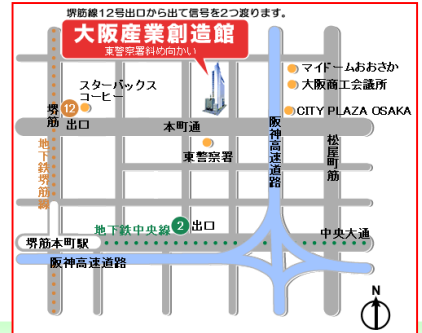 堺筋線12号出口から出て信号を2つ渡ります。
大阪産業創造館
東警察署斜め向かい
スターバックス
コーヒー
マイドームおおさか
大阪商工会議所
CITY PLAZA OSAKA
堺筋
12
出口
本町通
阪神高速道路
松屋町筋
東警察署
地下鉄堺筋線
地下鉄中央線
2
出口
中央大通
堺筋本町駅
阪神高速道路
N